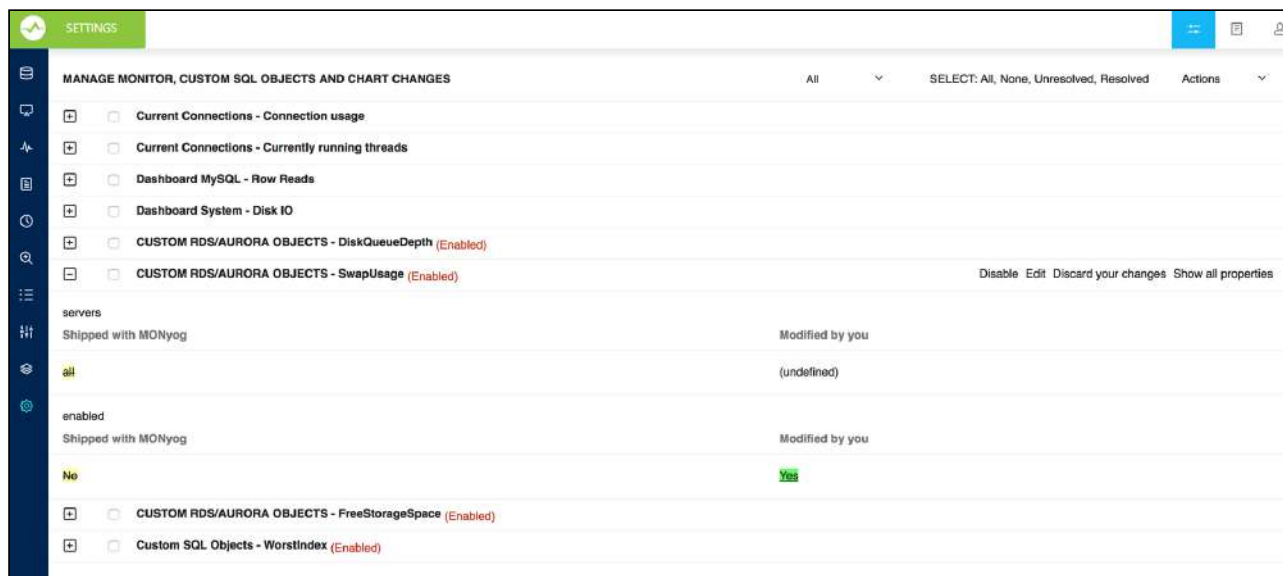 SETTINGS
MANAGE MONITOR, CUSTOM SQL OBJECTS AND CHART CHANGES All SELECT: All, None, Unresolved, Resolved Actions
Current Connections - Connection usage
Current Connections - Currently running threads
Dashboard MySQL - Row Reads
Dashboard System - Disk IO
CUSTOM RDS/AURORA OBJECTS - DiskQueueDepth (Enabled)
CUSTOM RDS/AURORA OBJECTS - SwapUsage (Enabled) Disable Edit Discard your changes Show all properties
servers
Shipped with MONyog Modified by you
all (undefined)
enabled
Shipped with MONyog Modified by you
No Yes
CUSTOM RDS/AURORA OBJECTS - FreeStorageSpace (Enabled)
Custom SQL Objects - WorstIndex (Enabled)